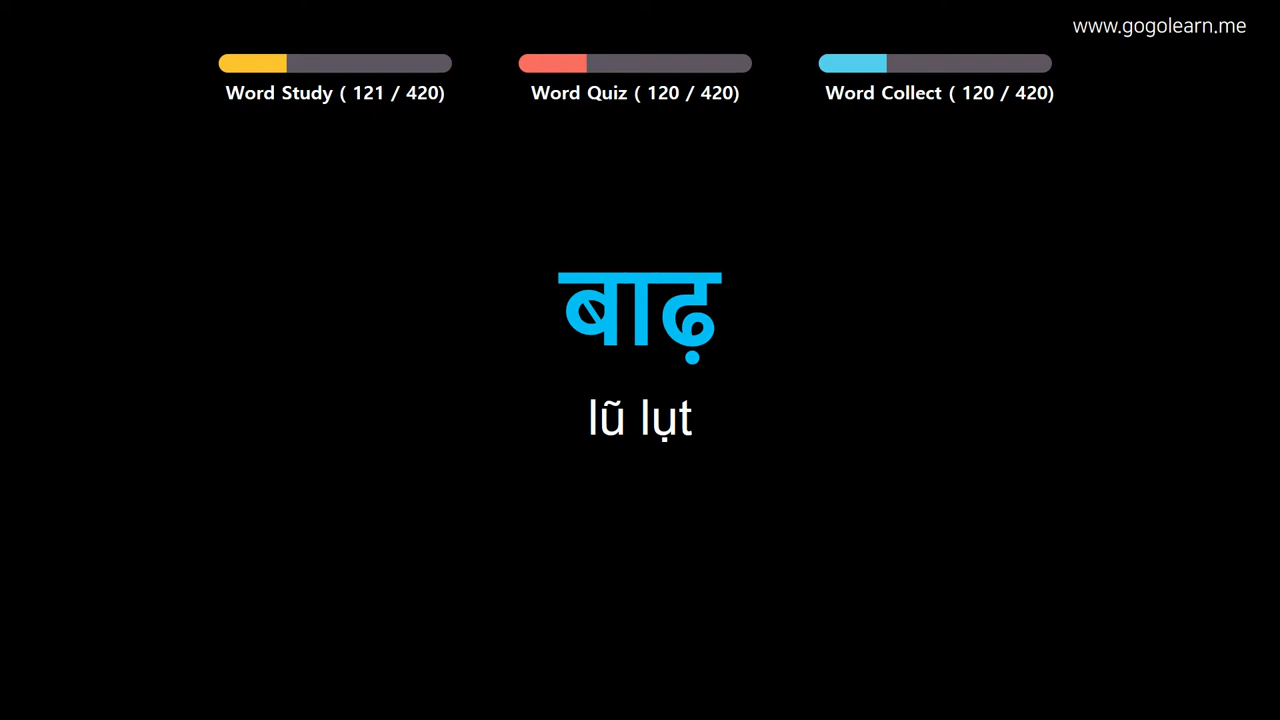 www.gogolearn.me
Word Study ( 121 / 420)
Word Quiz ( 120 / 420)
Word Collect ( 120 / 420)
बाढ़
lũ lụt